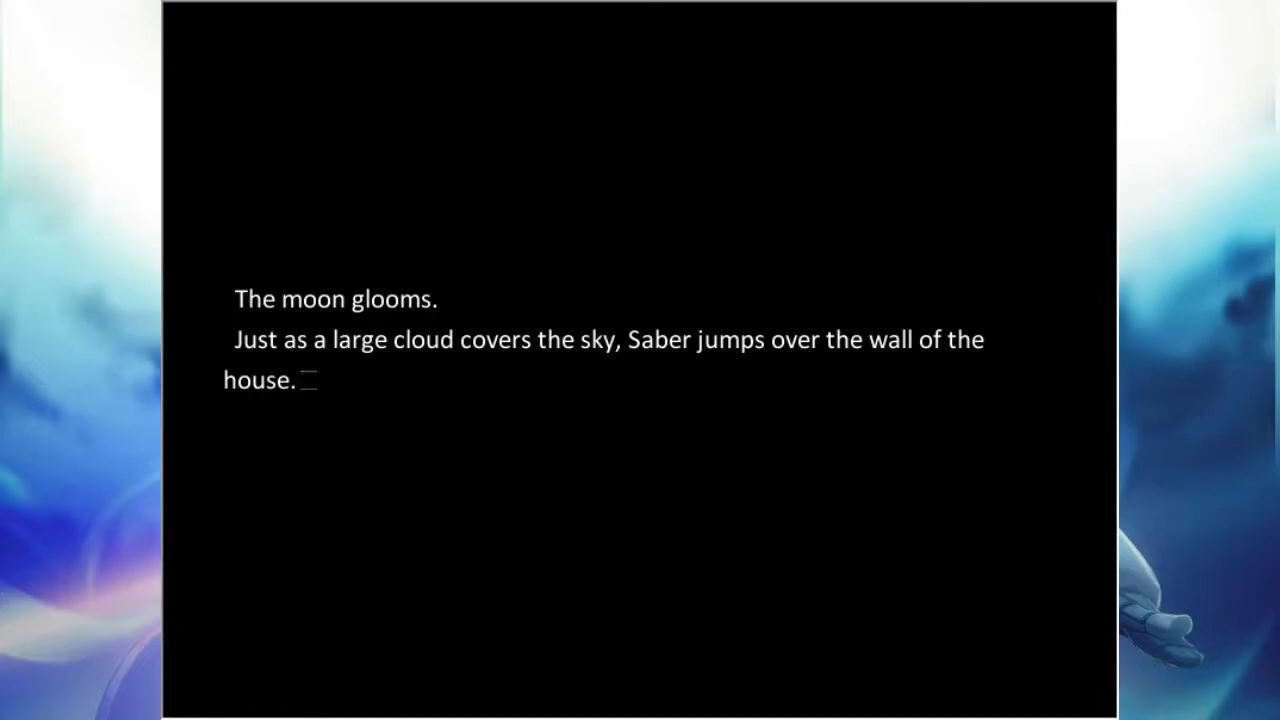 The moon glooms.
Just as a large cloud covers the sky, Saber jumps over the wall of the
house.